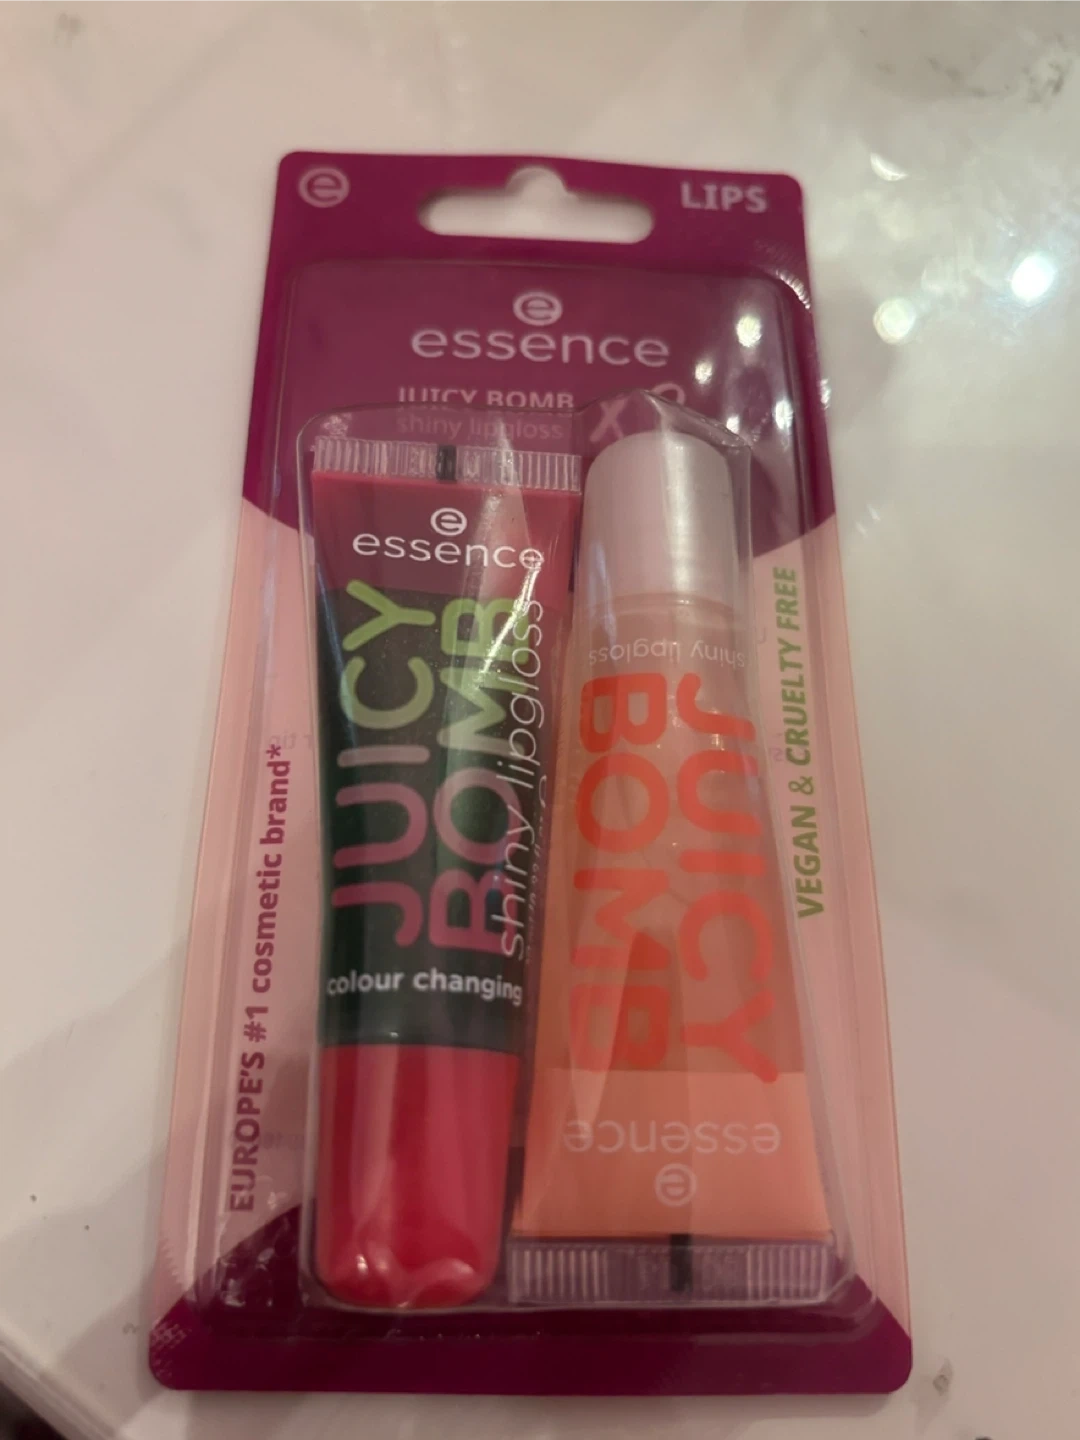 e
LIPS
e
essence
JUICY BOMB
shiny lipgloss
x
e
essence
JUICY
BOMB
shiny lipgloss
colour changing
shiny lipgloss
JUICY
BOMB
essence
e
EUROPE'S #1 cosmetic brand*
VEGAN & CRUELTY FREE